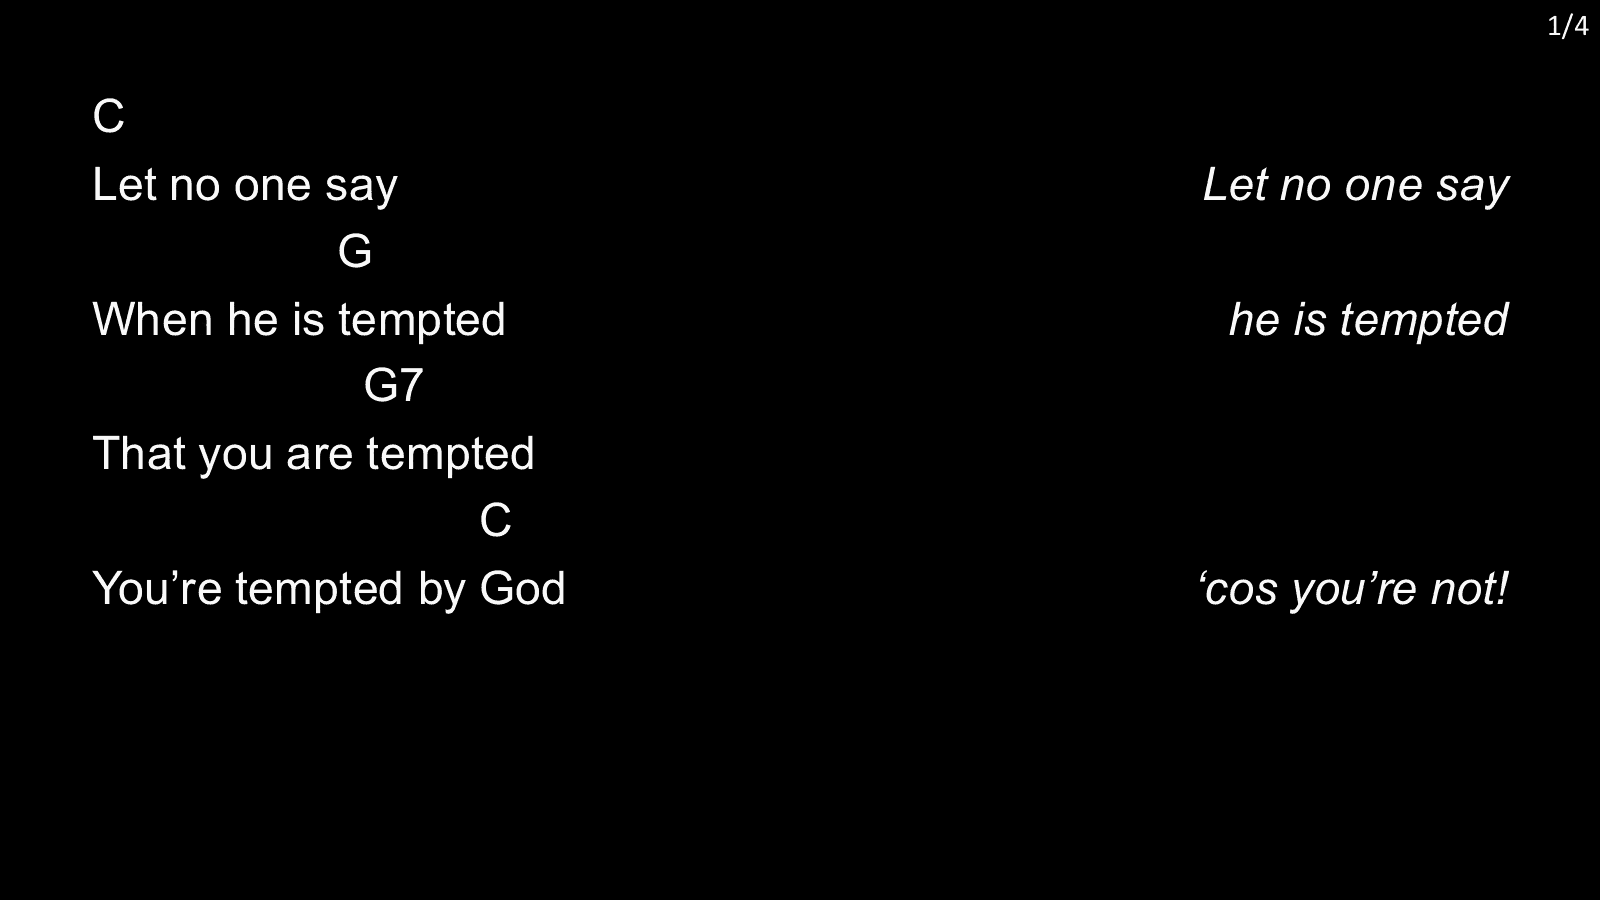 1/4
C
Let no one say Let no one say
G
When he is tempted he is tempted
G7
That you are tempted
C
You’re tempted by God ‘cos you’re not!